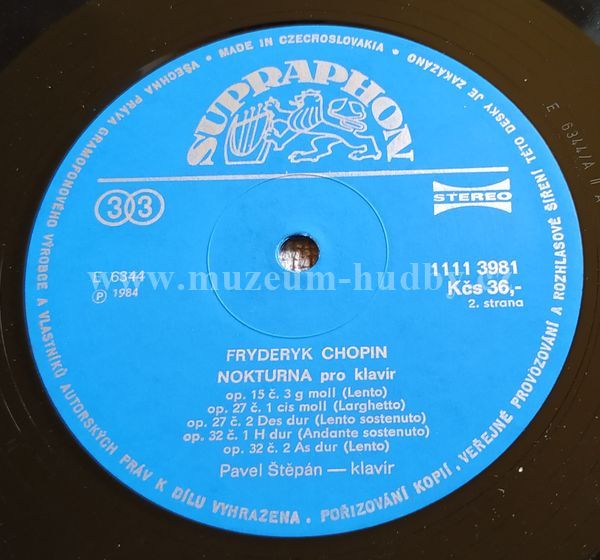 VŠECHNA PRÁVA GRAMOFONOVÉHO VÝROBCE A VLASTNÍKŮ AUTORSKÝCH PRÁV K DÍLU VYHRAZENA . POŘIZOVÁNÍ KOPIÍ, VEŘEJNÉ PROVOZOVÁNÍ A ROZHLASOVÉ ŠÍŘENÍ TÉTO DESKY JE ZAKÁZÁNO • MADE IN CZECHOSLOVAKIA •
SUPRAPHON
33
STEREO
E 6344/A II A
E 6344
Ⓟ 1984
1111 3981
Kčs 36,-
2. strana
www.muzeum-hudby.cz
FRYDERYK CHOPIN
NOKTURNA pro klavír
op. 15 č. 3 g moll (Lento)
op. 27 č. 1 cis moll (Larghetto)
op. 27 č. 2 Des dur (Lento sostenuto)
op. 32 č. 1 H dur (Andante sostenuto)
op. 32 č. 2 As dur (Lento)
Pavel Štěpán — klavír